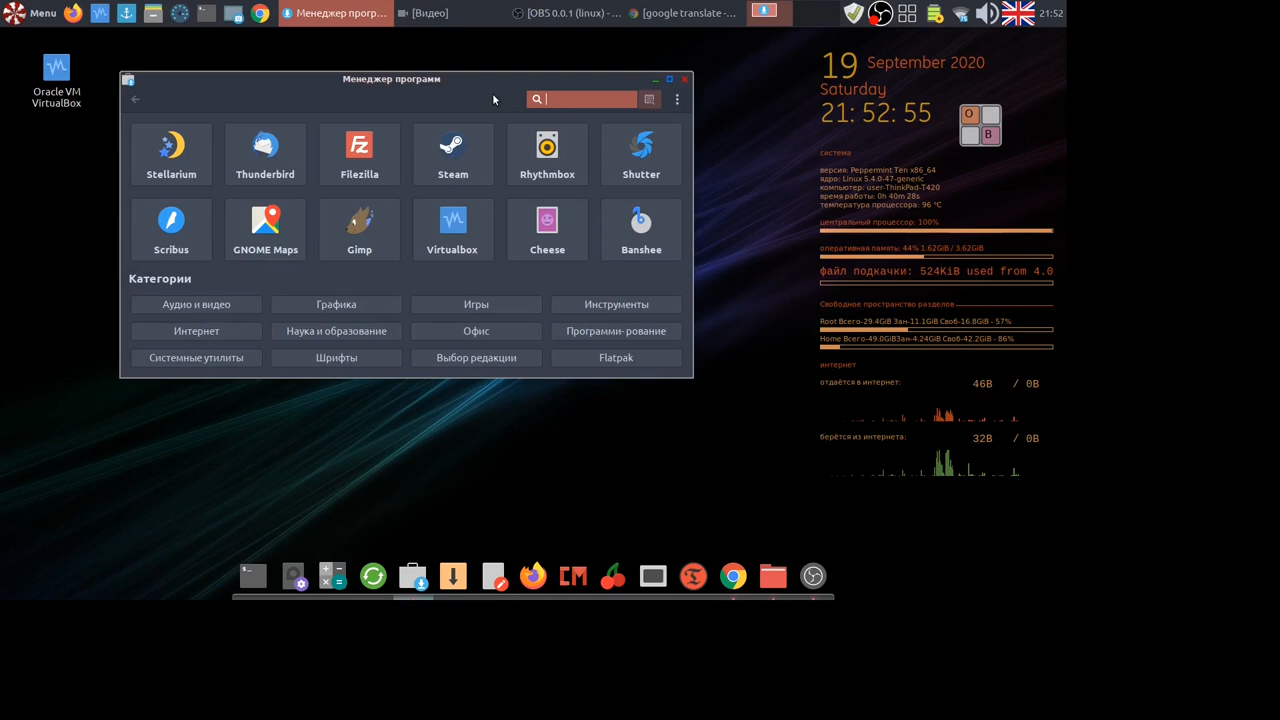 Menu
Менеджер програ...
[Видео]
[OBS 0.0.1 (linux) - ...
[google translate -...
75
21:52
Oracle VM
VirtualBox
Менеджер программ
Stellarium
Thunderbird
Filezilla
Steam
Rhythmbox
Shutter
Scribus
GNOME Maps
Gimp
Virtualbox
Cheese
Banshee
Категории
Аудио и видео
Графика
Игры
Инструменты
Интернет
Наука и образование
Офис
Программи- рование
Системные утилиты
Шрифты
Выбор редакции
Flatpak
19 September 2020
Saturday
21: 52: 55
O
B
система
версия: Peppermint Ten x86_64
ядро: Linux 5.4.0-47-generic
компьютер: user-ThinkPad-T420
время работы: 0h 40m 28s
температура процессора: 96 °C
центральный процессор: 100%
оперативная память: 44% 1.62GiB / 3.62GiB
файл подкачки: 524KiB used from 4.0
Свободное пространство разделов
Root Всего-29.4GiB Зан-11.1GiB Своб-16.8GiB - 57%
Home Всего-49.0GiBЗан-4.24GiB Своб-42.2GiB - 86%
интернет
отдаётся в интернет: 46B / 0B
берётся из интернета: 32B / 0B